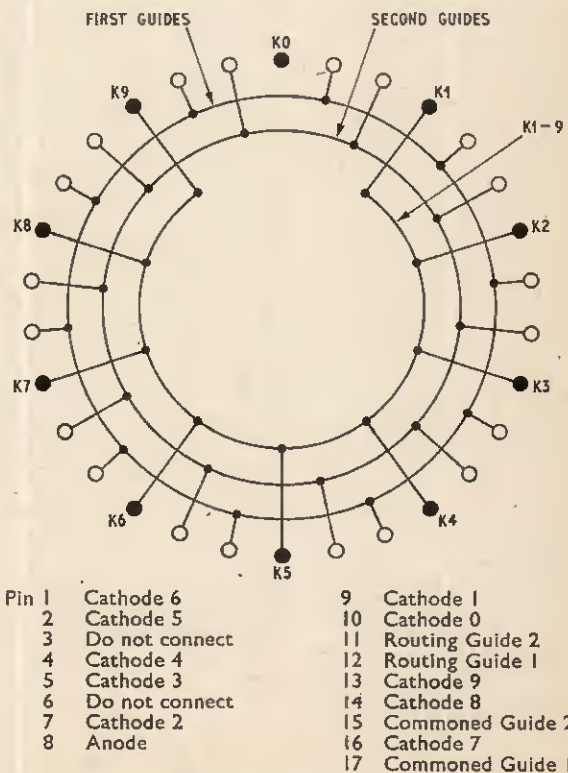 FIRST GUIDES
SECOND GUIDES
K0
K9
K1
K1-9
K8
K2
K7
K3
K6
K4
K5
Pin 1 Cathode 6
2 Cathode 5
3 Do not connect
4 Cathode 4
5 Cathode 3
6 Do not connect
7 Cathode 2
8 Anode
9 Cathode 1
10 Cathode 0
11 Routing Guide 2
12 Routing Guide 1
13 Cathode 9
14 Cathode 8
15 Commoned Guide 2
16 Cathode 7
17 Commoned Guide 1